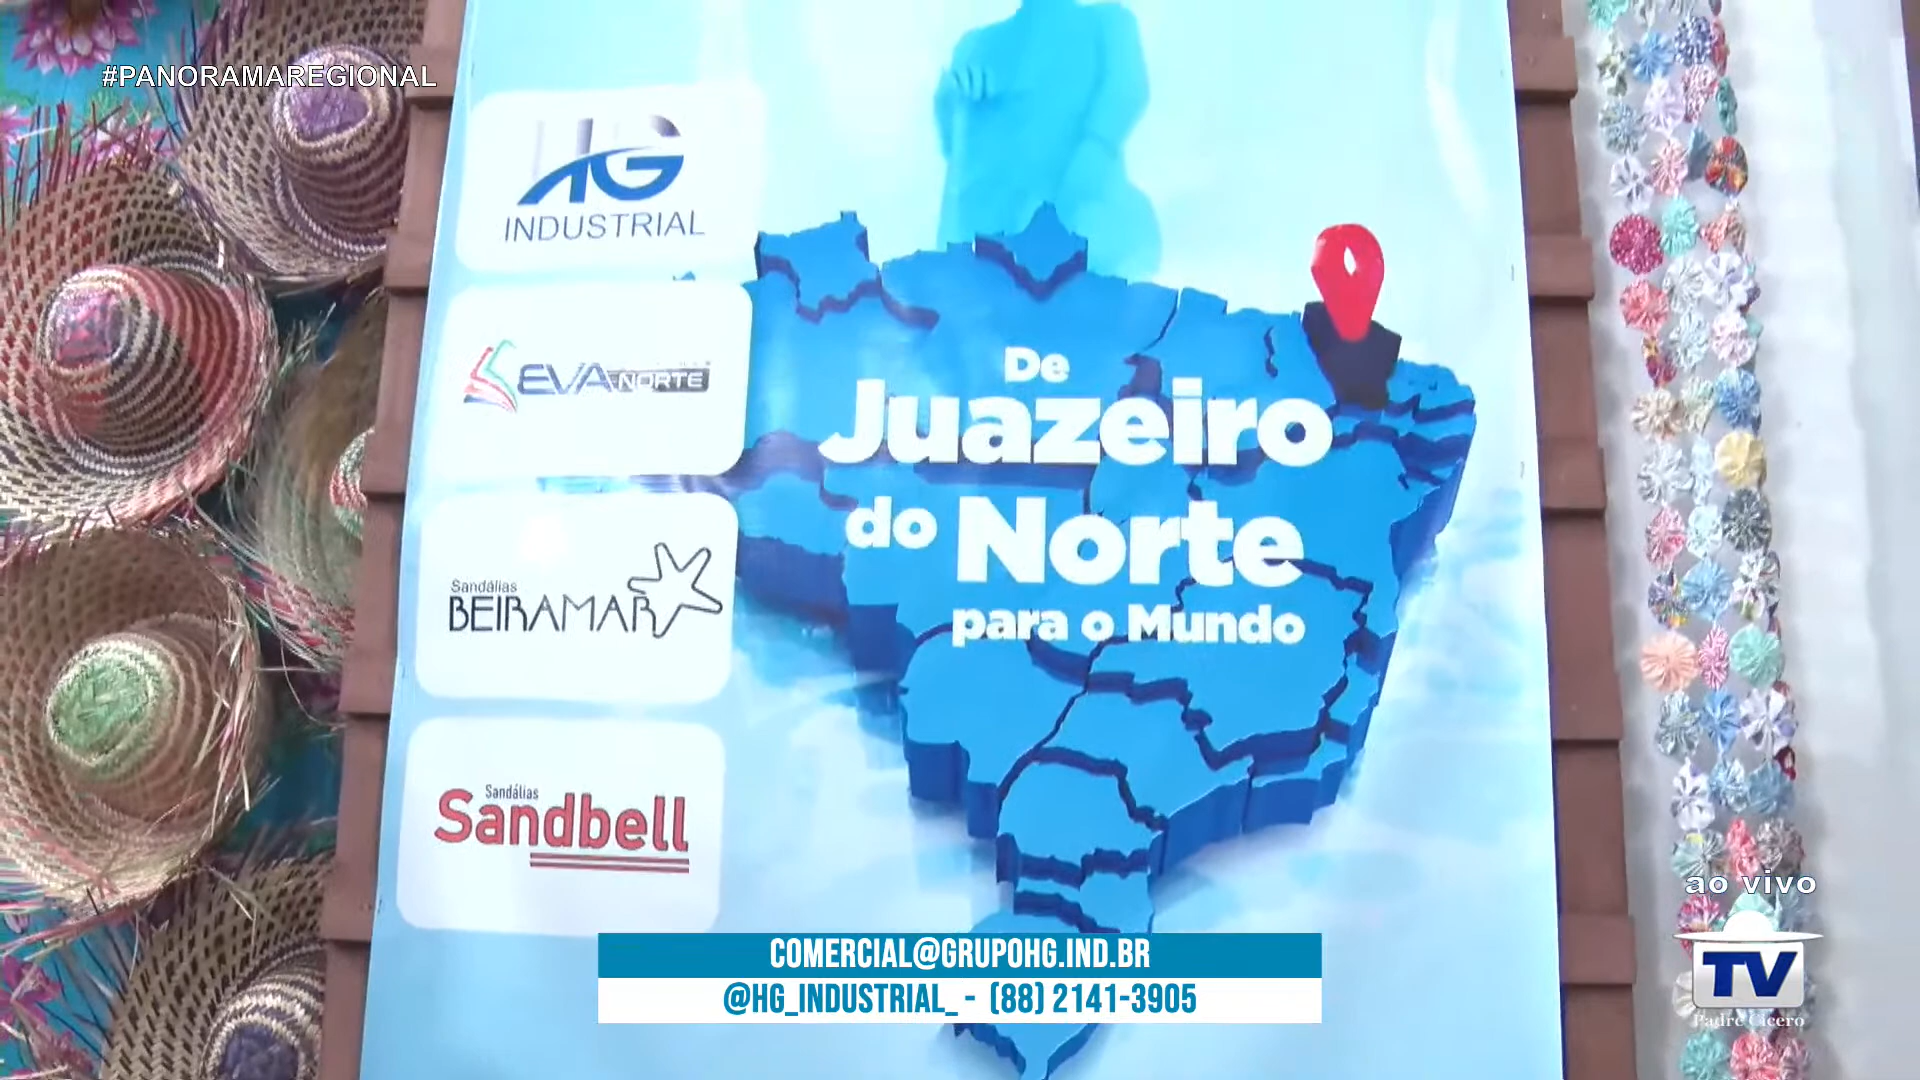 #PANORAMAREGIONAL
HG
INDUSTRIAL
EVA NORTE
Sandálias
BEIRAMAR
Sandálias
Sandbell
De
Juazeiro
do Norte
para o Mundo
ao vivo
TV
Padre Cícero
COMERCIAL@GRUPOHG.IND.BR
@HG_INDUSTRIAL_ - (88) 2141-3905